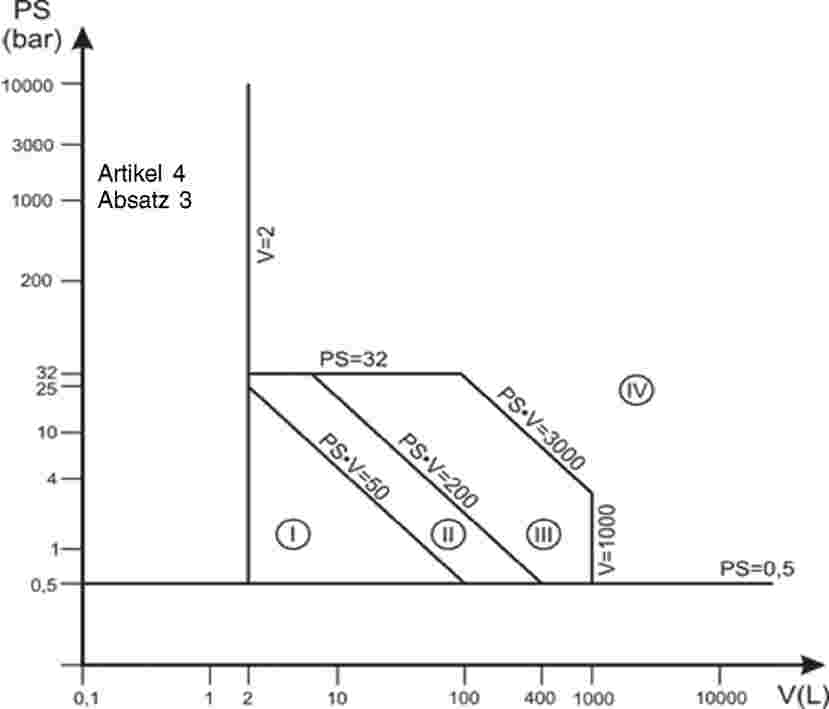 PS
(bar)
10000
3000
Artikel 4
Absatz 3
1000
V=2
200
PS=32
32
25
IV
PS•V=3000
PS•V=50
PS•V=200
10
4
I
II
III
V=1000
1
PS=0,5
0,5
0,1 1 2 10 100 400 1000 10000 V(L)